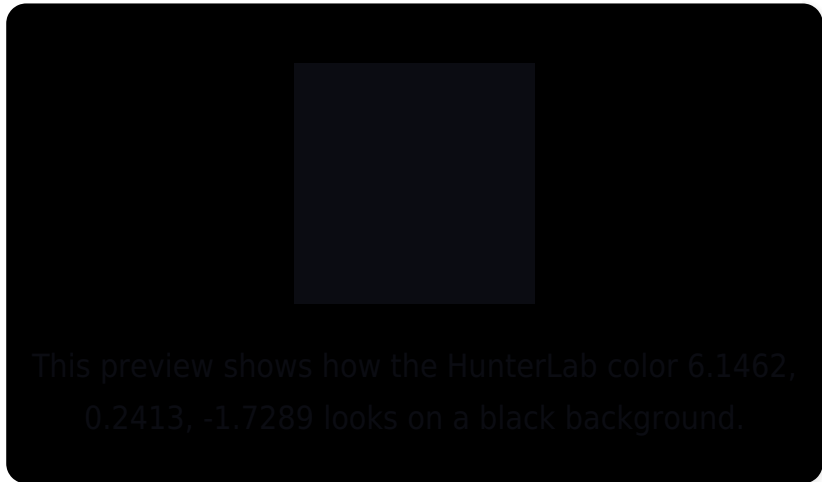 This preview shows how the HunterLab color 6.1462,
0.2413, -1.7289 looks on a black background.